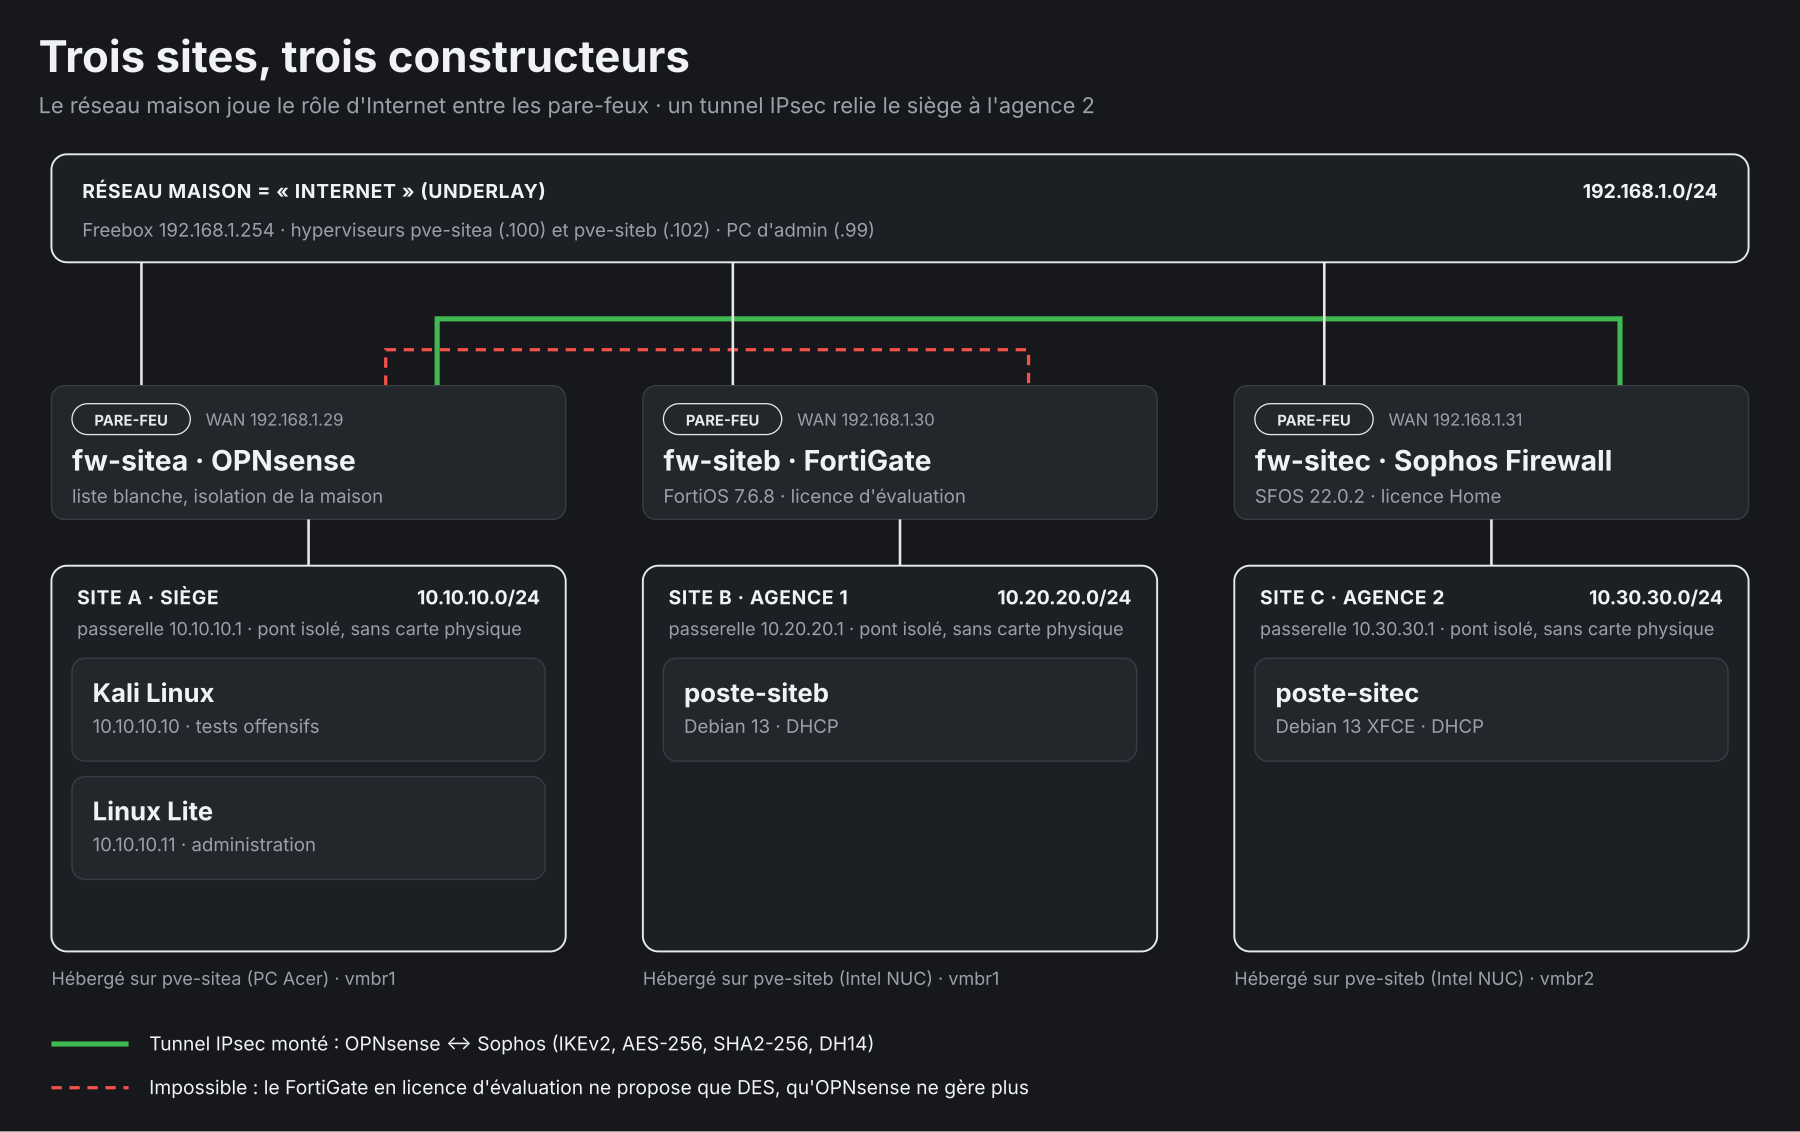 Trois sites, trois constructeurs
Le réseau maison joue le rôle d'Internet entre les pare-feux · un tunnel IPsec relie le siège à l'agence 2
RÉSEAU MAISON = « INTERNET » (UNDERLAY)
192.168.1.0/24
Freebox 192.168.1.254 · hyperviseurs pve-sitea (.100) et pve-siteb (.102) · PC d'admin (.99)
PARE-FEU
WAN 192.168.1.29
fw-sitea · OPNsense
liste blanche, isolation de la maison
PARE-FEU
WAN 192.168.1.30
fw-siteb · FortiGate
FortiOS 7.6.8 · licence d'évaluation
PARE-FEU
WAN 192.168.1.31
fw-sitec · Sophos Firewall
SFOS 22.0.2 · licence Home
SITE A · SIÈGE
10.10.10.0/24
passerelle 10.10.10.1 · pont isolé, sans carte physique
Kali Linux
10.10.10.10 · tests offensifs
Linux Lite
10.10.10.11 · administration
Hébergé sur pve-sitea (PC Acer) · vmbr1
SITE B · AGENCE 1
10.20.20.0/24
passerelle 10.20.20.1 · pont isolé, sans carte physique
poste-siteb
Debian 13 · DHCP
Hébergé sur pve-siteb (Intel NUC) · vmbr1
SITE C · AGENCE 2
10.30.30.0/24
passerelle 10.30.30.1 · pont isolé, sans carte physique
poste-sitec
Debian 13 XFCE · DHCP
Hébergé sur pve-siteb (Intel NUC) · vmbr2
Tunnel IPsec monté : OPNsense ↔ Sophos (IKEv2, AES-256, SHA2-256, DH14)
Impossible : le FortiGate en licence d'évaluation ne propose que DES, qu'OPNsense ne gère plus